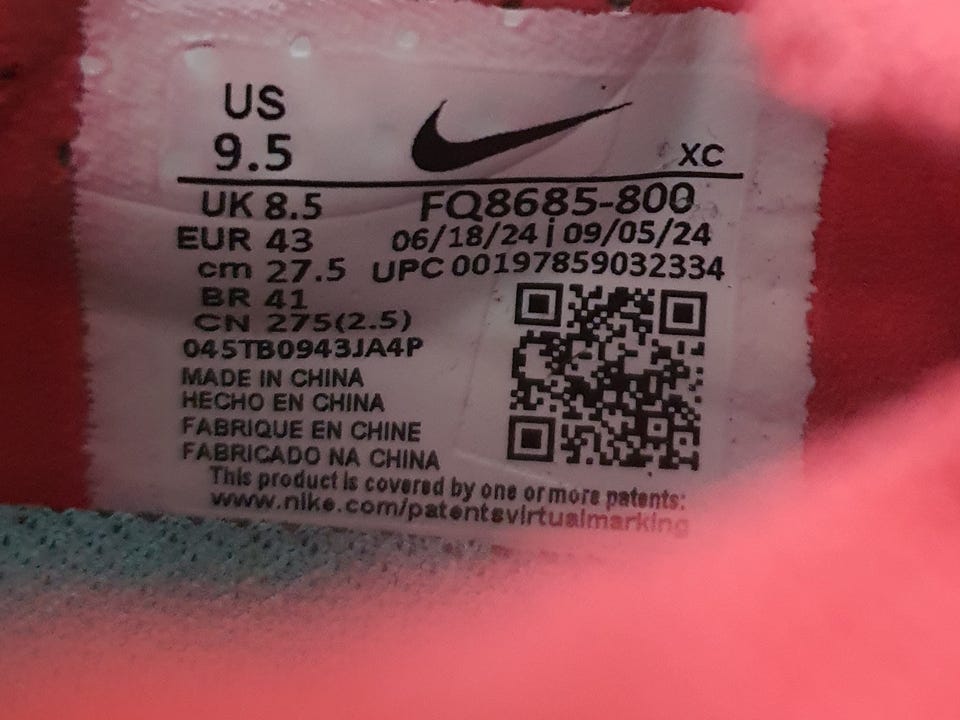 US
9.5
XC
UK 8.5
FQ8685-800
EUR 43
06/18/24 | 09/05/24
cm 27.5
UPC 00197859032334
BR 41
CN 275(2.5)
045TB0943JA4P
MADE IN CHINA
HECHO EN CHINA
FABRIQUE EN CHINE
FABRICADO NA CHINA
This product is covered by one or more patents:
www.nike.com/patentsvirtualmarking